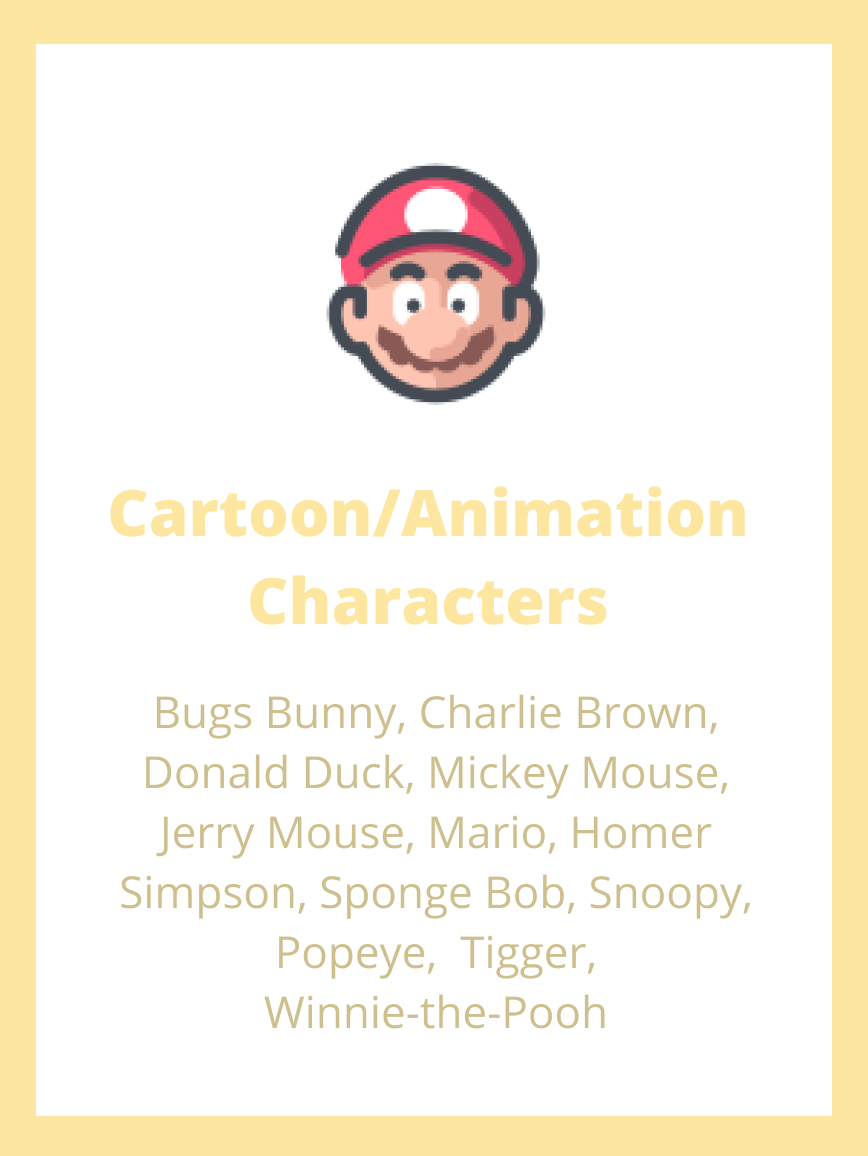 Cartoon/Animation
Characters
Bugs Bunny, Charlie Brown,
Donald Duck, Mickey Mouse,
Jerry Mouse, Mario, Homer
Simpson, Sponge Bob, Snoopy,
Popeye,  Tigger,
Winnie-the-Pooh